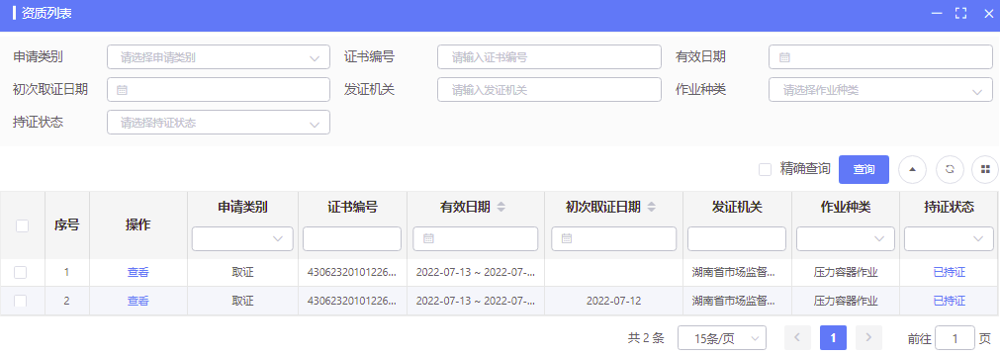 资质列表
申请类别 请选择申请类别 证书编号 请输入证书编号 有效日期
初次取证日期 发证机关 请输入发证机关 作业种类 请选择作业种类
持证状态 请选择持证状态
精确查询 查询
序号 操作 申请类别 证书编号 有效日期 初次取证日期 发证机关 作业种类 持证状态
1 查看 取证 43062320101226... 2022-07-13 ~ 2022-07-... 湖南省市场监督... 压力容器作业 已持证
2 查看 取证 43062320101226... 2022-07-13 ~ 2022-07-... 2022-07-12 湖南省市场监督... 压力容器作业 已持证
共 2 条 15条/页 1 前往 1 页